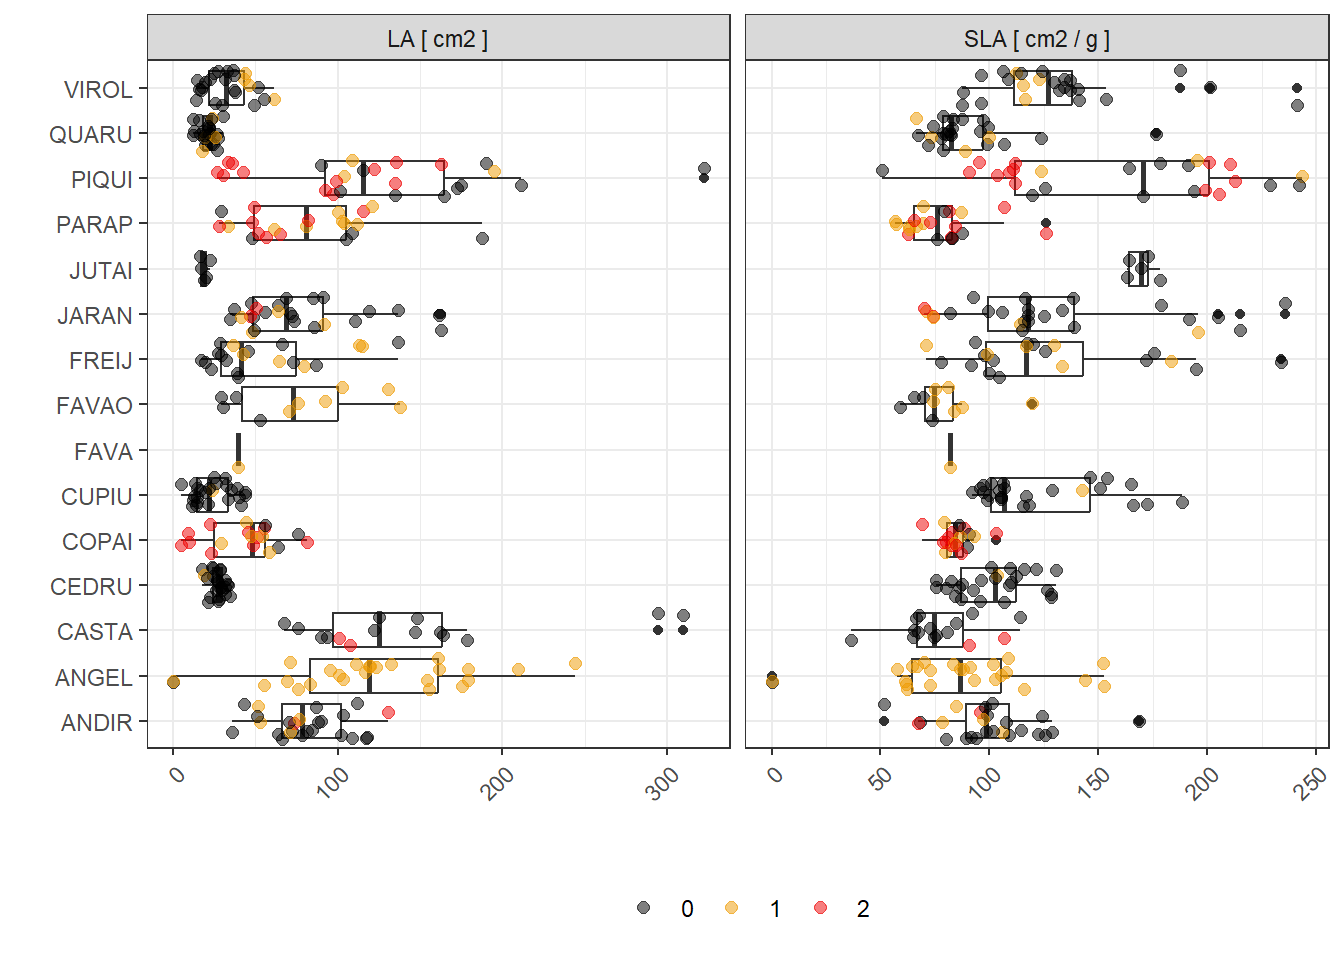 LA [ cm2 ]
SLA [ cm2 / g ]
VIROL
QUARU
PIQUI
PARAP
JUTAI
JARAN
FREIJ
FAVAO
FAVA
CUPIU
COPAI
CEDRU
CASTA
ANGEL
ANDIR
0 100 200 300
0 50 100 150 200 250
0 1 2